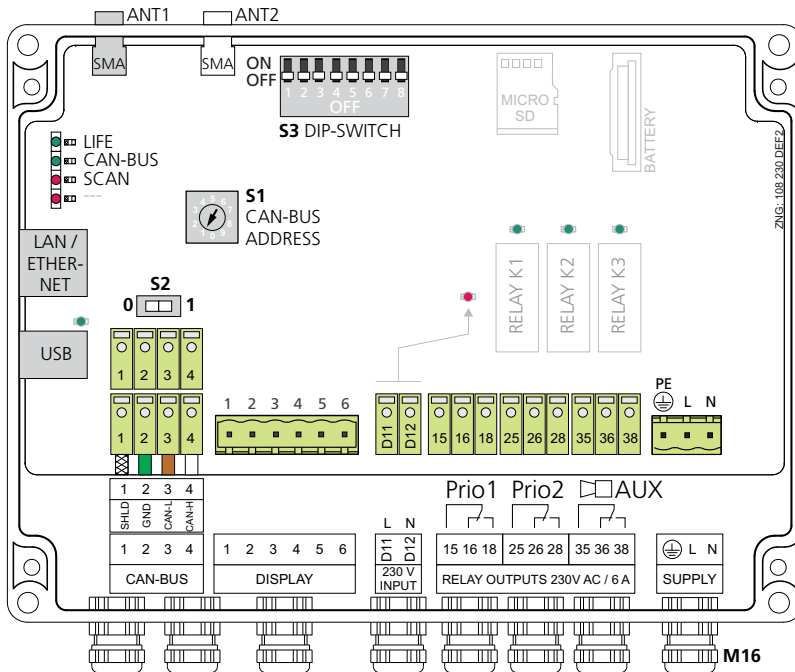 ANT1
ANT2
SMA
SMA
ON
OFF
1 2 3 4 5 6 7 8
OFF
S3 DIP-SWITCH
MICRO
SD
BATTERY
ZNG: 108 230 DEF2
LIFE
CAN-BUS
SCAN
---
S1
CAN-BUS
ADDRESS
LAN /
ETHER-
NET
S2
0 1
USB
RELAY K1
RELAY K2
RELAY K3
1 2 3 4
1 2 3 4
1 2 3 4 5 6
D11 D12
15 16 18
25 26 28
35 36 38
PE
L N
1 2 3 4
SHLD GND CAN-L CAN-H
1 2 3 4
CAN-BUS
1 2 3 4 5 6
DISPLAY
L N
D11 D12
230 V
INPUT
Prio1 Prio2 AUX
15 16 18 25 26 28 35 36 38
RELAY OUTPUTS 230V AC / 6 A
L N
SUPPLY
M16